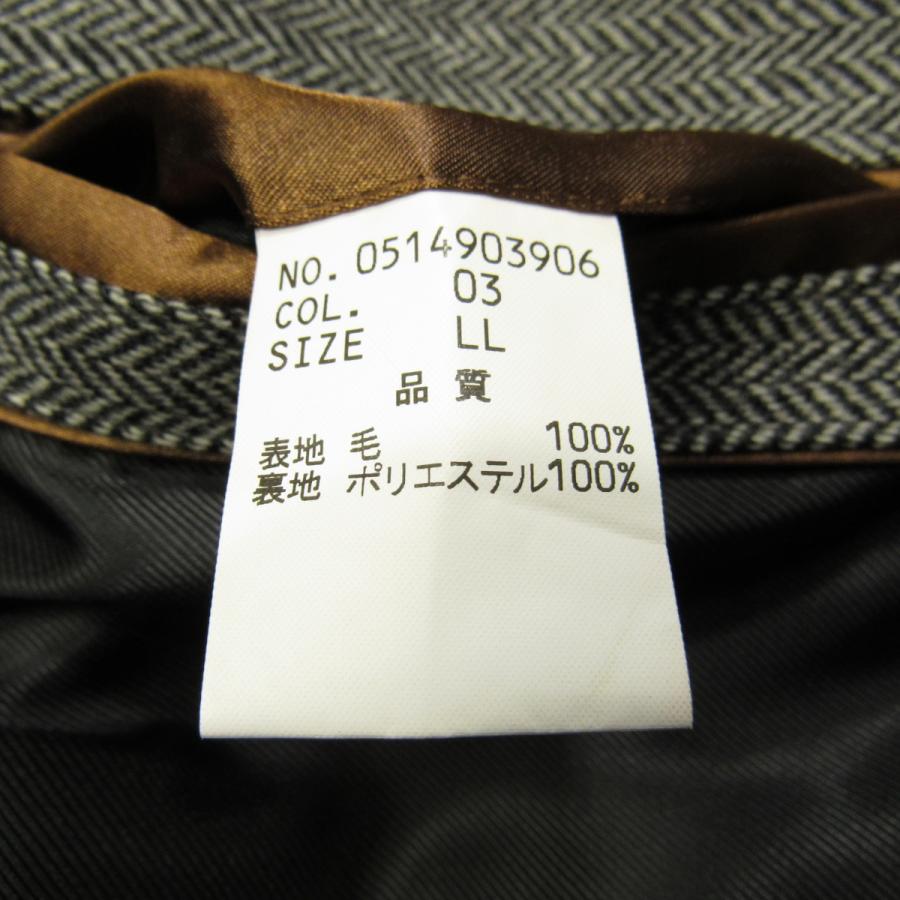 NO. 0514903906
COL. 03
SIZE LL
品質
表地 毛 100%
裏地 ポリエステル100%